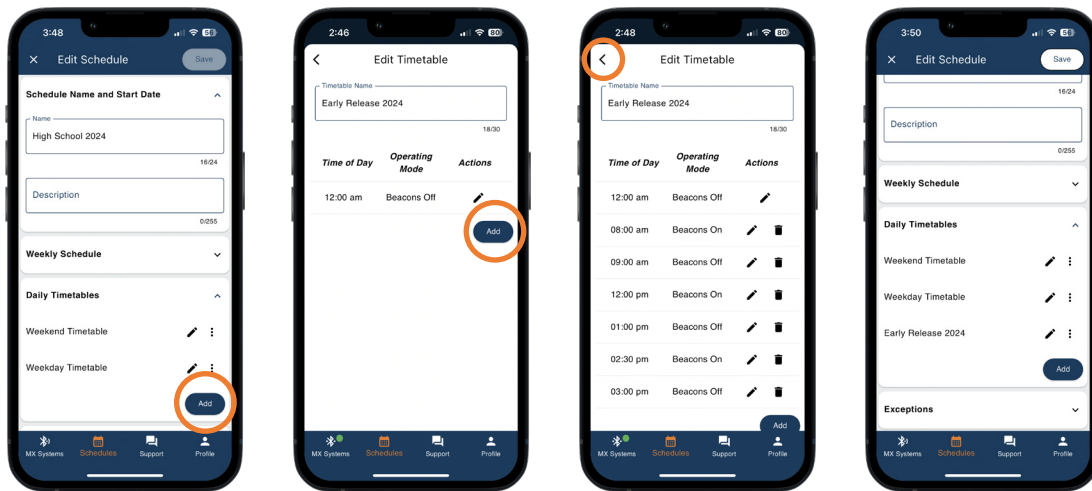 3:48
Edit Schedule
Save
Schedule Name and Start Date
Name
High School 2024
16/24
Description
0/255
Weekly Schedule
Daily Timetables
Weekend Timetable
Weekday Timetable
Add
MX Systems Schedules Support Profile
2:46
80
Edit Timetable
Timetable Name
Early Release 2024
18/30
Time of Day Operating Mode Actions
12:00 am Beacons Off
Add
MX Systems Schedules Support Profile
2:48
80
Edit Timetable
Timetable Name
Early Release 2024
18/30
Time of Day Operating Mode Actions
12:00 am Beacons Off
08:00 am Beacons On
09:00 am Beacons Off
12:00 pm Beacons On
01:00 pm Beacons Off
02:30 pm Beacons On
03:00 pm Beacons Off
Add
MX Systems Schedules Support Profile
3:50
Edit Schedule
Save
16/24
Description
0/255
Weekly Schedule
Daily Timetables
Weekend Timetable
Weekday Timetable
Early Release 2024
Add
Exceptions
MX Systems Schedules Support Profile